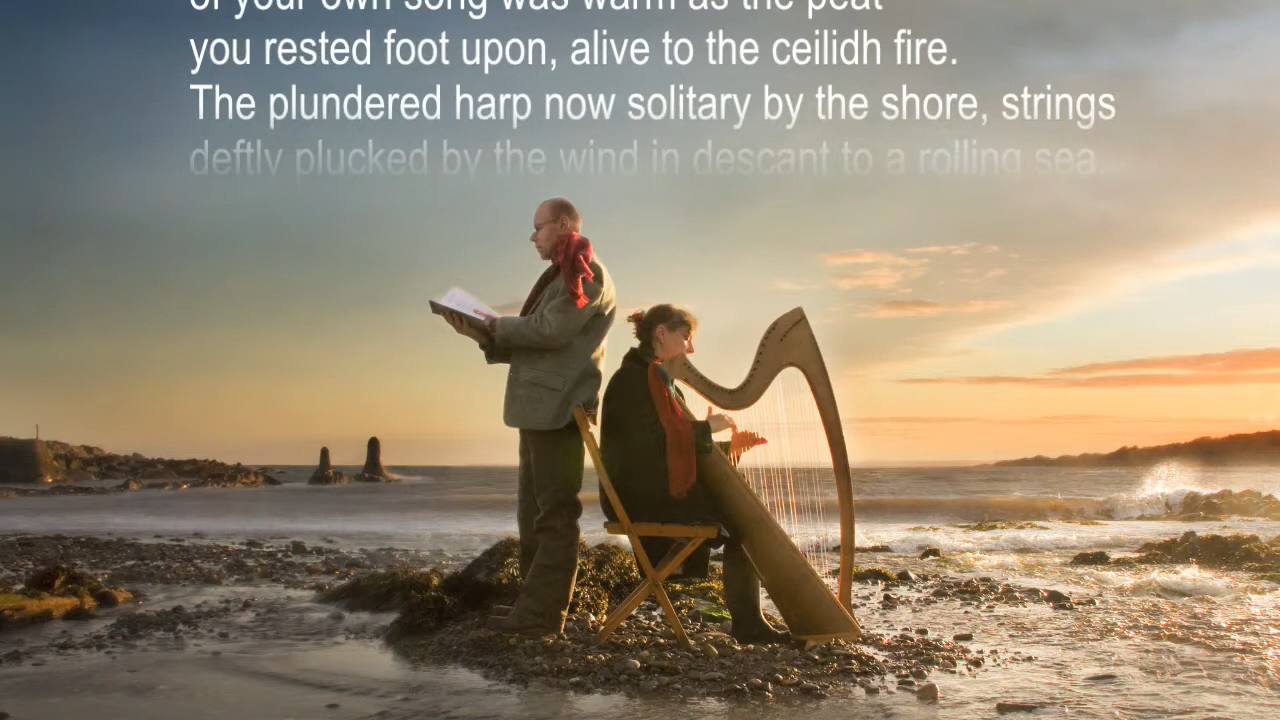 of your own song was warm as the peat
you rested foot upon, alive to the ceilidh fire.
The plundered harp now solitary by the shore, strings
deftly plucked by the wind in descant to a rolling sea.